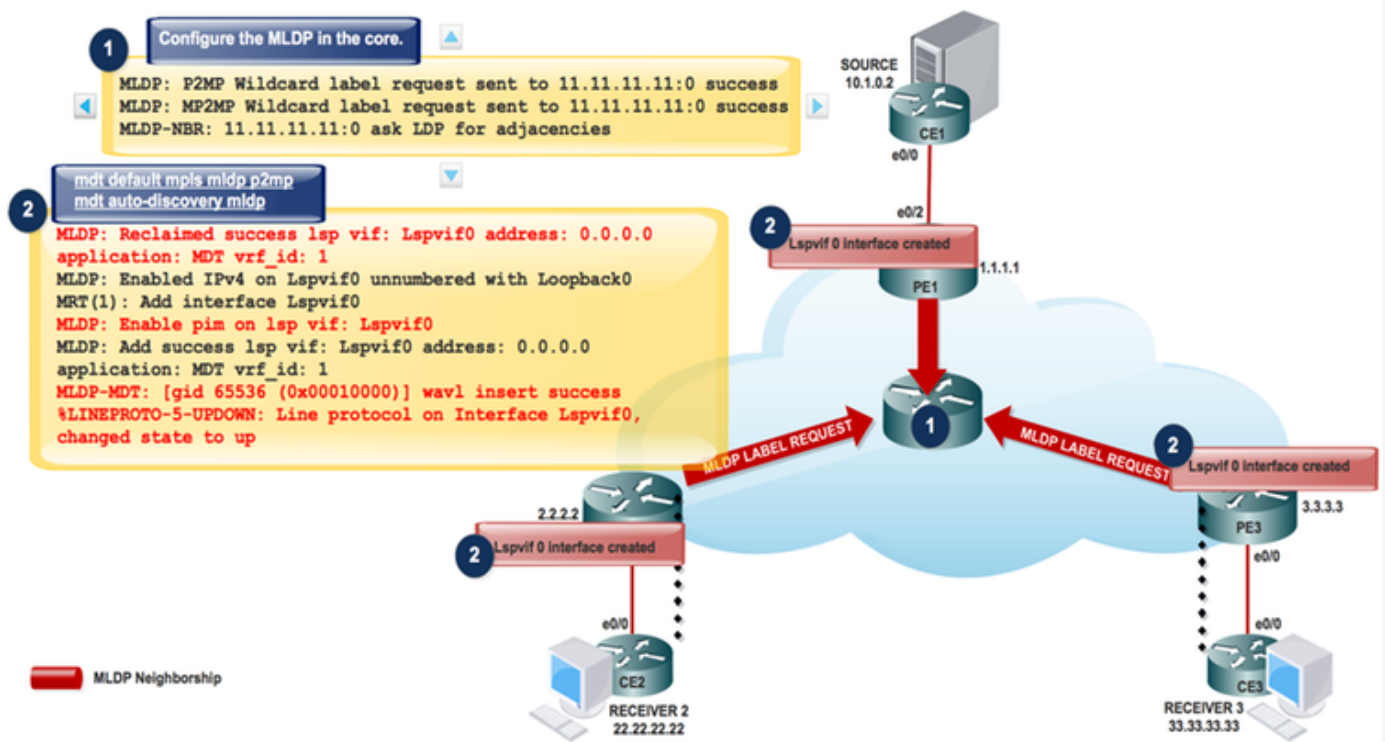 1
Configure the MLDP in the core.
MLDP: P2MP Wildcard label request sent to 11.11.11.11:0 success
MLDP: MP2MP Wildcard label request sent to 11.11.11.11:0 success
MLDP-NBR: 11.11.11.11:0 ask LDP for adjacencies
2
mdt default mpls mldp p2mp
mdt auto-discovery mldp
MLDP: Reclaimed success lsp vif: Lspvif0 address: 0.0.0.0
application: MDT vrf_id: 1
MLDP: Enabled IPv4 on Lspvif0 unnumbered with Loopback0
MRT(1): Add interface Lspvif0
MLDP: Enable pim on lsp vif: Lspvif0
MLDP: Add success lsp vif: Lspvif0 address: 0.0.0.0
application: MDT vrf_id: 1
MLDP-MDT: [gid 65536 (0x00010000)] wavl insert success
%LINEPROTO-5-UPDOWN: Line protocol on Interface Lspvif0,
changed state to up
SOURCE
10.1.0.2
CE1
e0/0
e0/2
2
Lspvif 0 interface created
1.1.1.1
PE1
1
MLDP LABEL REQUEST
MLDP LABEL REQUEST
2
Lspvif 0 interface created
3.3.3.3
PE3
e0/0
2.2.2.2
2
Lspvif 0 interface created
e0/0
CE2
RECEIVER 2
22.22.22.22
e0/0
CE3
RECEIVER 3
33.33.33.33
MLDP Neighborship